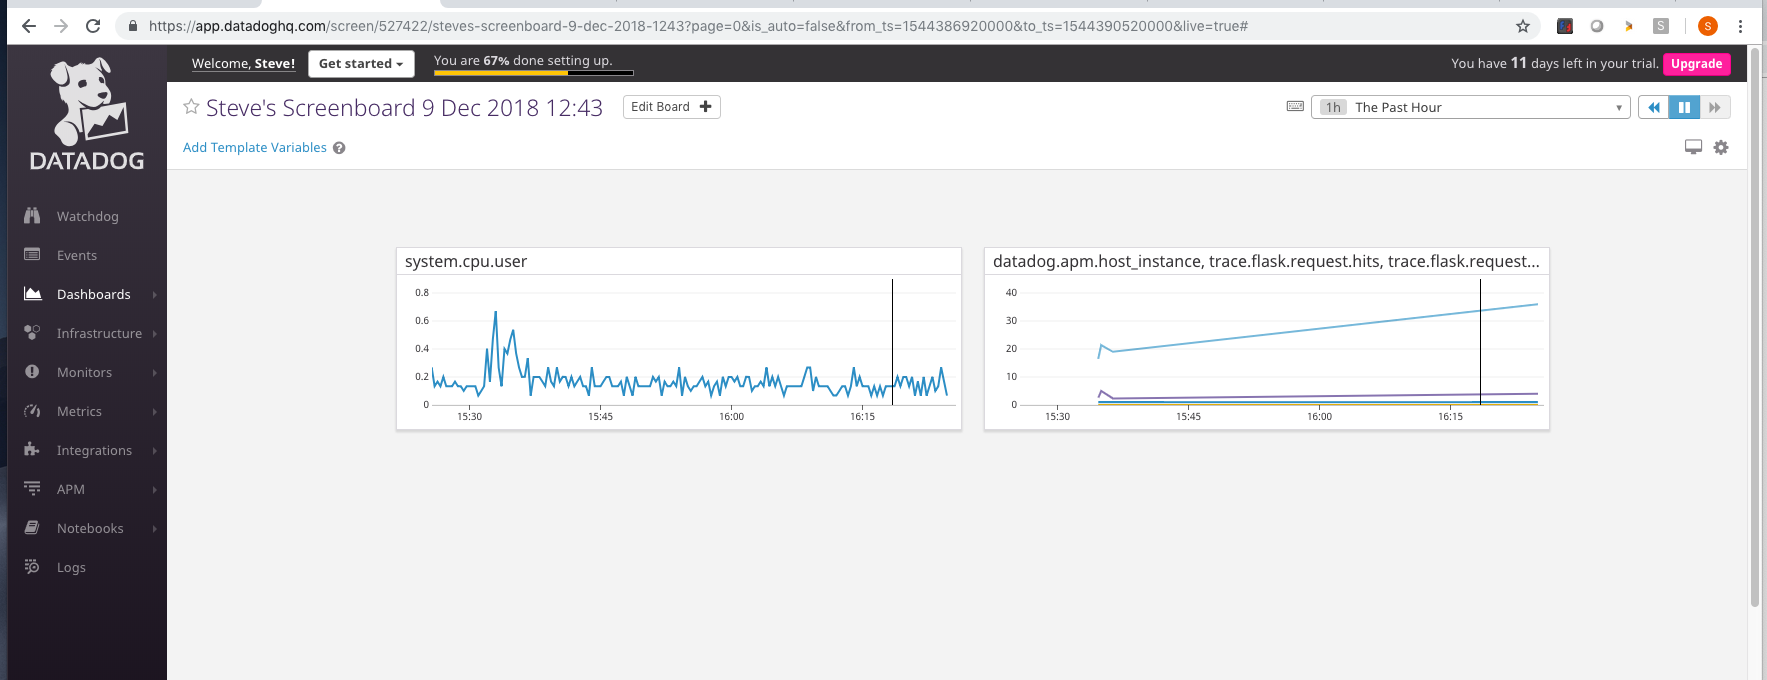 https://app.datadoghq.com/screen/527422/steves-screenboard-9-dec-2018-1243?page=0&is_auto=false&from_ts=1544386920000&to_ts=1544390520000&live=true#
S
S
Welcome, Steve!
Get started
You are 67% done setting up.
You have 11 days left in your trial.
Upgrade
DATADOG
Steve's Screenboard 9 Dec 2018 12:43
Edit Board
1h The Past Hour
Add Template Variables ?
Watchdog
Events
Dashboards
Infrastructure
Monitors
Metrics
Integrations
APM
Notebooks
Logs
system.cpu.user
0.8
0.6
0.4
0.2
0
15:30 15:45 16:00 16:15
datadog.apm.host_instance, trace.flask.request.hits, trace.flask.request...
40
30
20
10
0
15:30 15:45 16:00 16:15